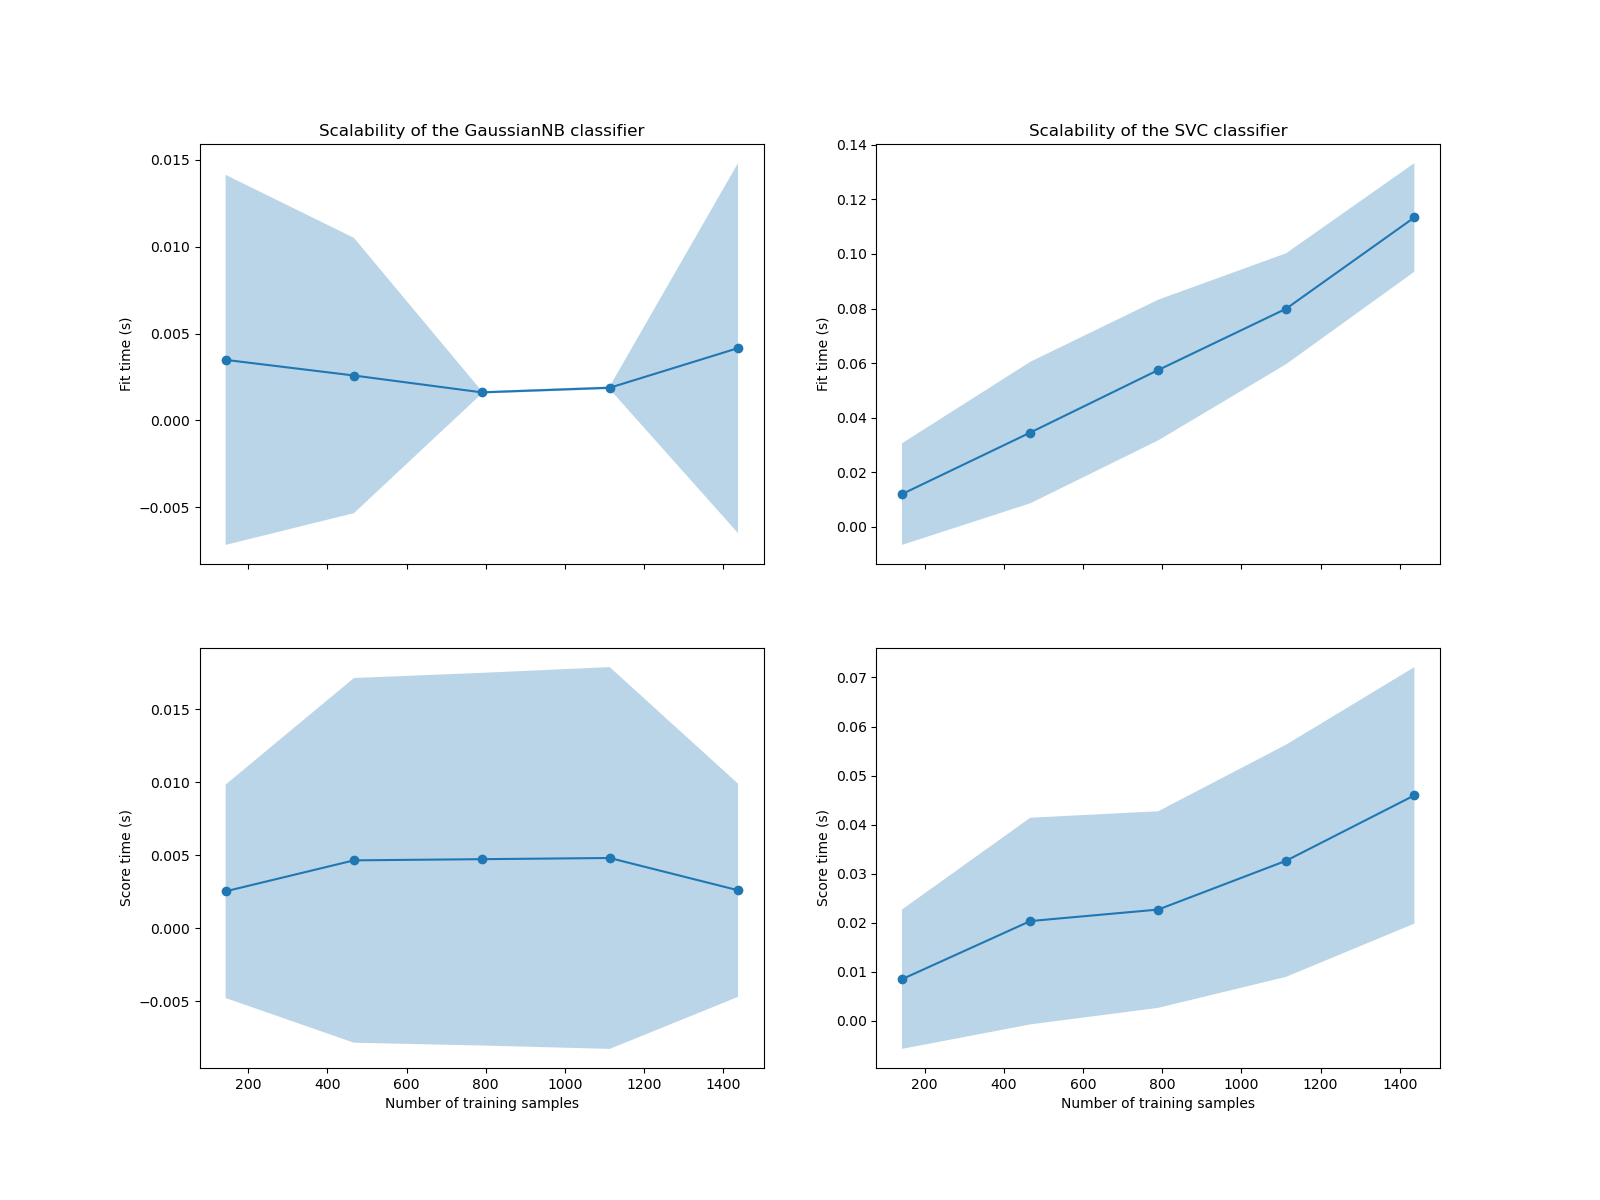 Scalability of the GaussianNB classifier
0.015
0.010
0.005
0.000
−0.005
Fit time (s)
Scalability of the SVC classifier
0.14
0.12
0.10
0.08
0.06
0.04
0.02
0.00
Fit time (s)
0.015
0.010
0.005
0.000
−0.005
Score time (s)
200 400 600 800 1000 1200 1400
Number of training samples
0.07
0.06
0.05
0.04
0.03
0.02
0.01
0.00
Score time (s)
200 400 600 800 1000 1200 1400
Number of training samples